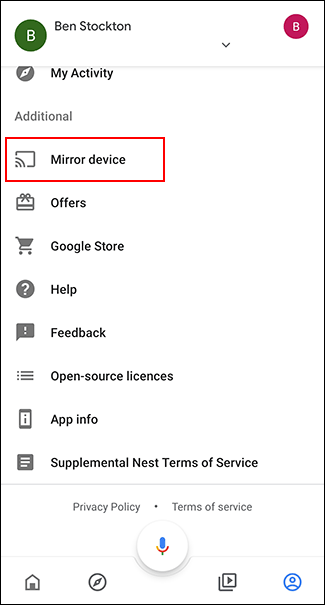 B
Ben Stockton
B
My Activity
Additional
Mirror device
Offers
Google Store
Help
Feedback
Open-source licences
App info
Supplemental Nest Terms of Service
Privacy Policy • Terms of service